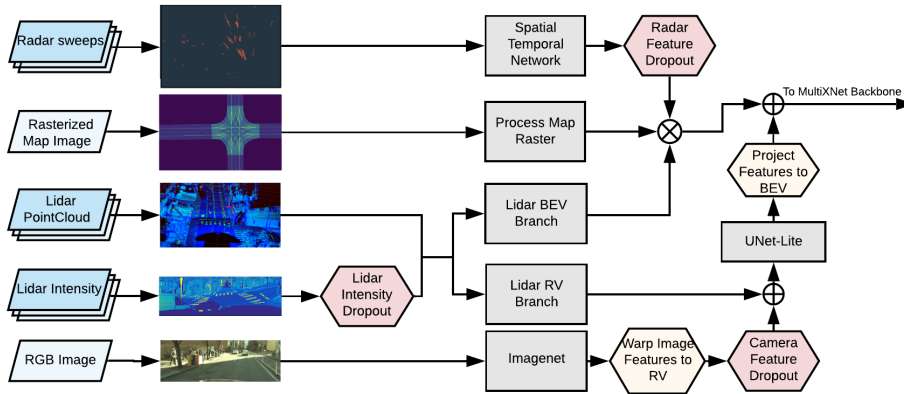 Radar sweeps
Spatial
Temporal
Network
Radar
Feature
Dropout
To MultiXNet Backbone
Rasterized
Map Image
Process Map
Raster
Project
Features to
BEV
Lidar
PointCloud
Lidar BEV
Branch
UNet-Lite
Lidar Intensity
Lidar
Intensity
Dropout
Lidar RV
Branch
RGB Image
Imagenet
Warp Image
Features to
RV
Camera
Feature
Dropout